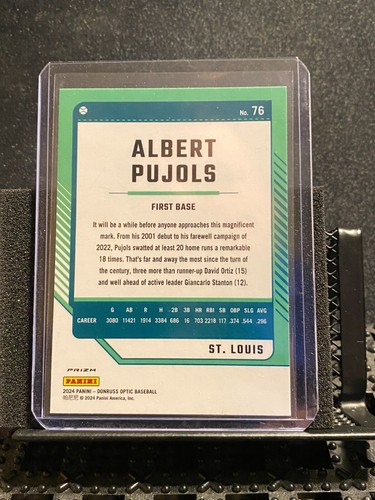 No. 76
ALBERT
PUJOLS
FIRST BASE
It will be a while before anyone approaches this magnificent
mark. From his 2001 debut to his farewell campaign of
2022, Pujols swatted at least 20 home runs a remarkable
18 times. That's far and away the most since the turn of
the century, three more than runner-up David Ortiz (15)
and well ahead of active leader Giancarlo Stanton (12).
G AB R H 2B 3B HR RBI SB OBP SLG AVG
CAREER 3080 11421 1914 3384 686 16 703 2218 117 .374 .544 .296
ST. LOUIS
PRIZM
PANINI
2024 PANINI – DONRUSS OPTIC BASEBALL
帕尼尼 © 2024 Panini America, Inc.